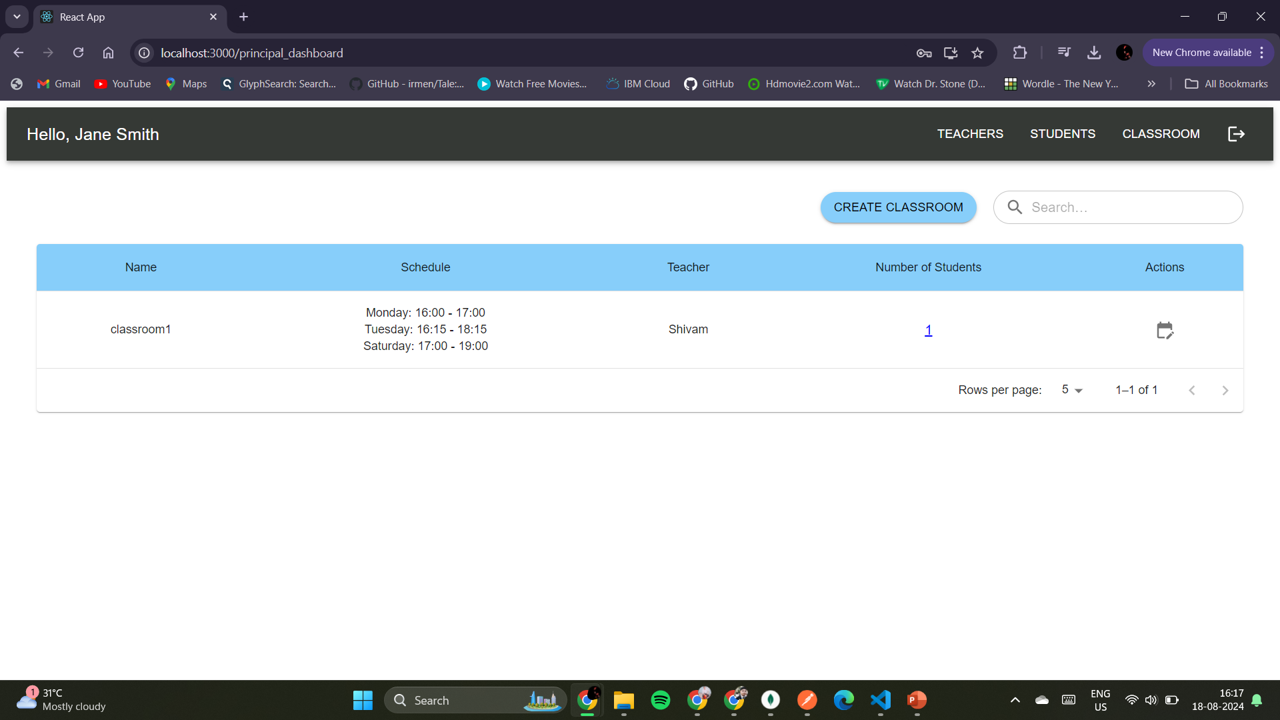 React App
localhost:3000/principal_dashboard
New Chrome available
Gmail
YouTube
Maps
GlyphSearch: Search...
GitHub - irmen/Tale:...
Watch Free Movies...
IBM Cloud
GitHub
Hdmovie2.com Wat...
Watch Dr. Stone (D...
Wordle - The New Y...
All Bookmarks
Hello, Jane Smith
TEACHERS
STUDENTS
CLASSROOM
CREATE CLASSROOM
Search...
Name
Schedule
Teacher
Number of Students
Actions
classroom1
Monday: 16:00 - 17:00
Tuesday: 16:15 - 18:15
Saturday: 17:00 - 19:00
Shivam
1
Rows per page:
5
1–1 of 1
1
31°C
Mostly cloudy
Search
ENG
US
16:17
18-08-2024